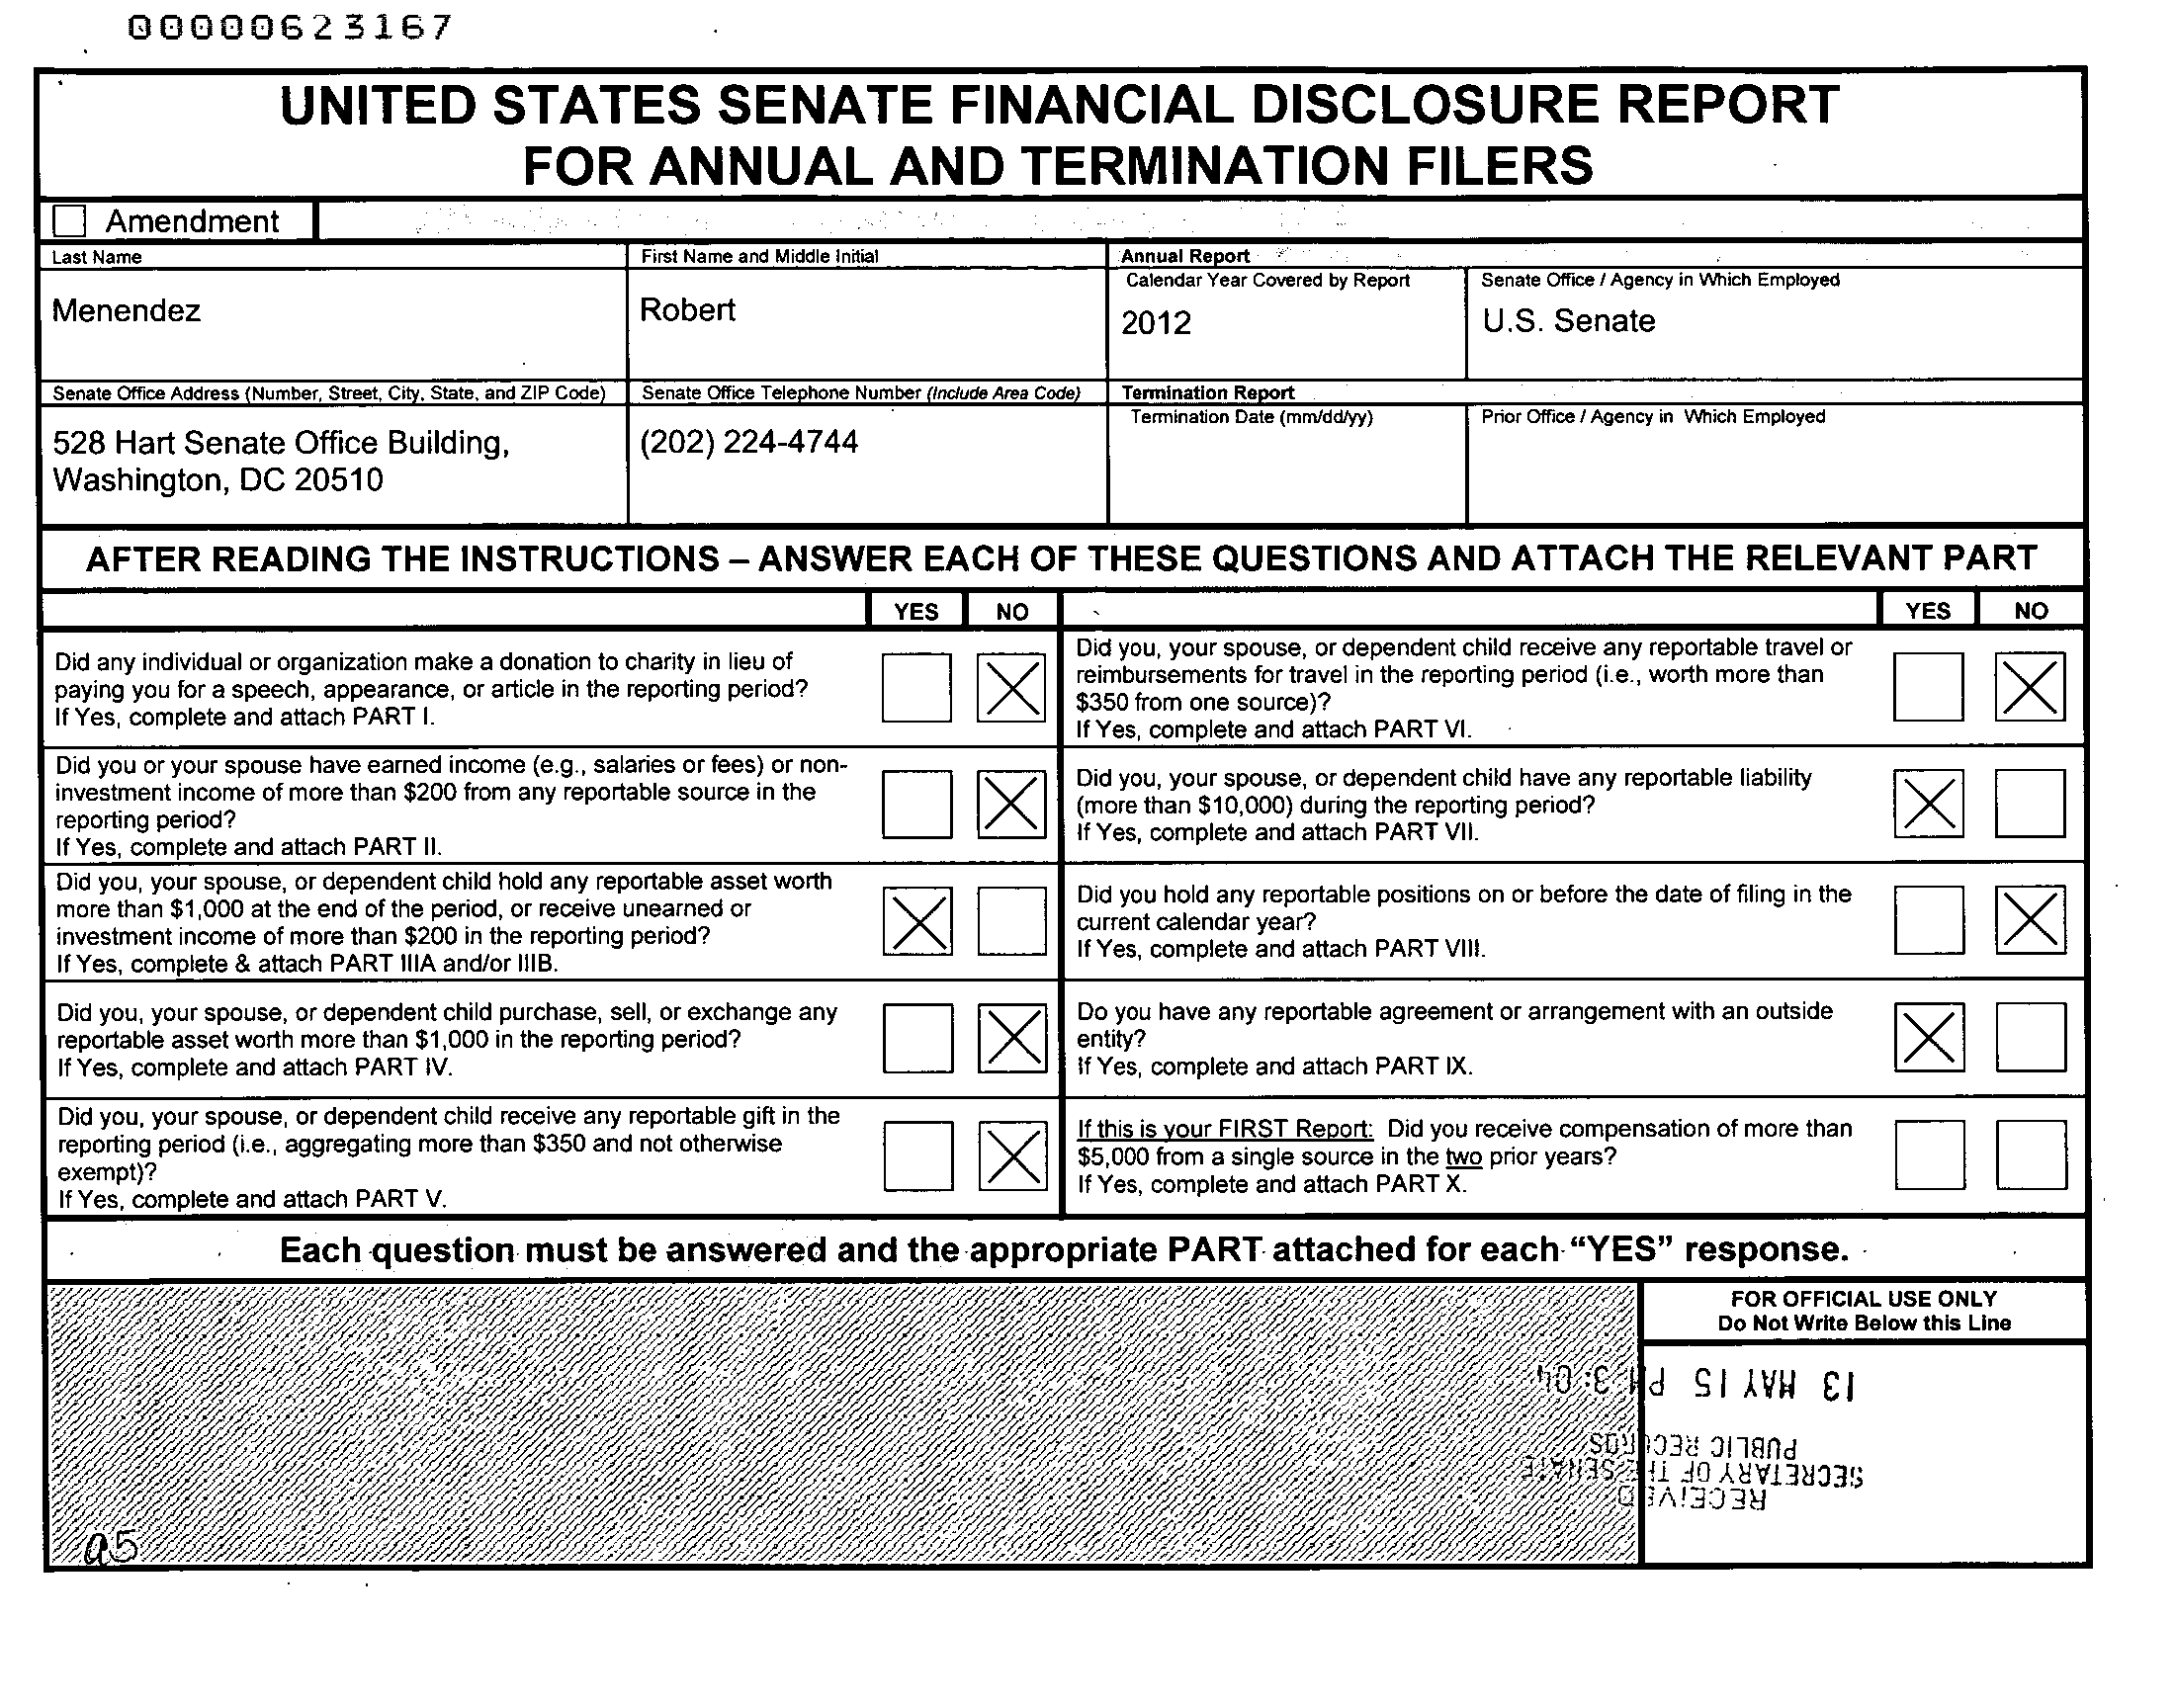 00000623167
UNITED STATES SENATE FINANCIAL DISCLOSURE REPORT
FOR ANNUAL AND TERMINATION FILERS
Amendment
Last Name
Menendez
First Name and Middle Initial
Robert
Annual Report
Calendar Year Covered by Report
2012
Senate Office / Agency in Which Employed
U.S. Senate
Senate Office Address (Number, Street, City, State, and ZIP Code)
528 Hart Senate Office Building,
Washington, DC 20510
Senate Office Telephone Number (Include Area Code)
(202) 224-4744
Termination Report
Termination Date (mm/dd/yy)
Prior Office / Agency in Which Employed
AFTER READING THE INSTRUCTIONS – ANSWER EACH OF THESE QUESTIONS AND ATTACH THE RELEVANT PART
YES NO
Did any individual or organization make a donation to charity in lieu of
paying you for a speech, appearance, or article in the reporting period?
If Yes, complete and attach PART I.
Did you or your spouse have earned income (e.g., salaries or fees) or non-
investment income of more than $200 from any reportable source in the
reporting period?
If Yes, complete and attach PART II.
Did you, your spouse, or dependent child hold any reportable asset worth
more than $1,000 at the end of the period, or receive unearned or
investment income of more than $200 in the reporting period?
If Yes, complete & attach PART IIIA and/or IIIB.
Did you, your spouse, or dependent child purchase, sell, or exchange any
reportable asset worth more than $1,000 in the reporting period?
If Yes, complete and attach PART IV.
Did you, your spouse, or dependent child receive any reportable gift in the
reporting period (i.e., aggregating more than $350 and not otherwise
exempt)?
If Yes, complete and attach PART V.
YES NO
Did you, your spouse, or dependent child receive any reportable travel or
reimbursements for travel in the reporting period (i.e., worth more than
$350 from one source)?
If Yes, complete and attach PART VI.
Did you, your spouse, or dependent child have any reportable liability
(more than $10,000) during the reporting period?
If Yes, complete and attach PART VII.
Did you hold any reportable positions on or before the date of filing in the
current calendar year?
If Yes, complete and attach PART VIII.
Do you have any reportable agreement or arrangement with an outside
entity?
If Yes, complete and attach PART IX.
If this is your FIRST Report: Did you receive compensation of more than
$5,000 from a single source in the two prior years?
If Yes, complete and attach PART X.
Each question must be answered and the appropriate PART attached for each “YES” response.
FOR OFFICIAL USE ONLY
Do Not Write Below this Line
RECEIVED
SECRETARY OF THE SENATE
PUBLIC RECORDS
13 MAY 15 PM 3:04